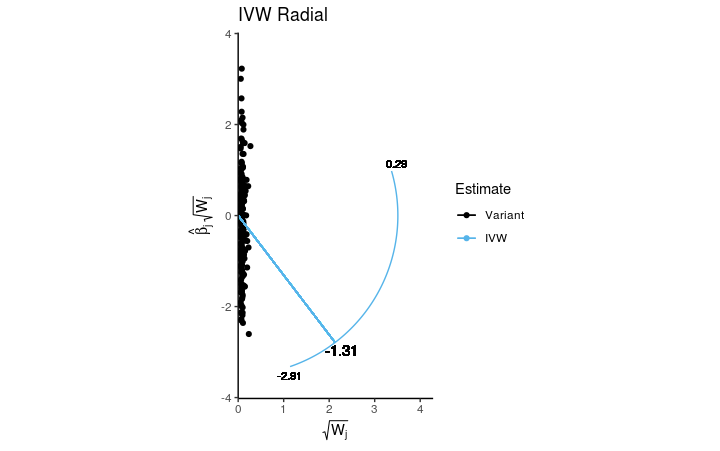 IVW Radial
4
2
0
-2
-4
β̂ⱼ√Wⱼ
0.29
-1.31
-2.91
0 1 2 3 4
√Wⱼ
Estimate
Variant
IVW